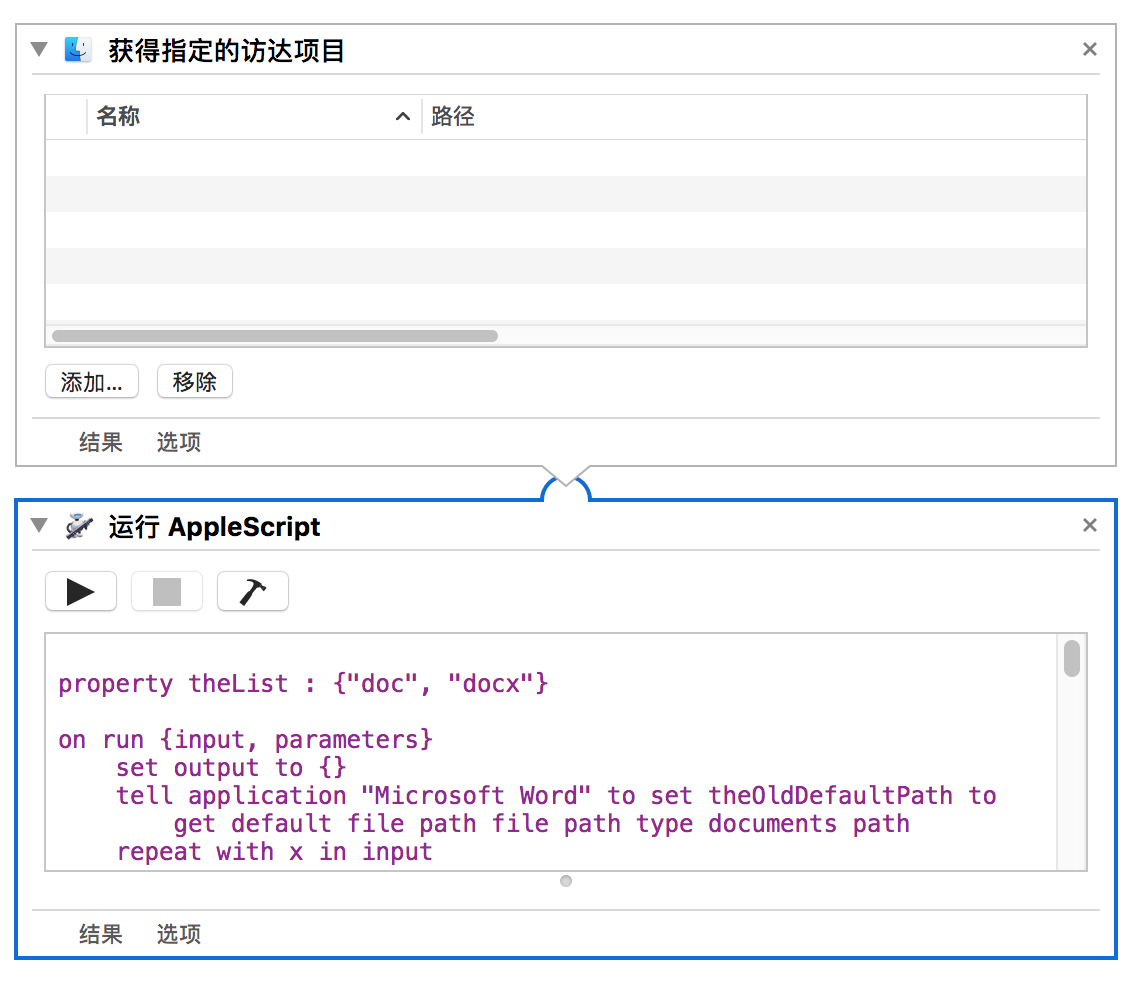 获得指定的访达项目
名称 路径
添加... 移除
结果 选项
运行 AppleScript
property theList : {"doc", "docx"}
on run {input, parameters}
set output to {}
tell application "Microsoft Word" to set theOldDefaultPath to
get default file path file path type documents path
repeat with x in input
结果 选项